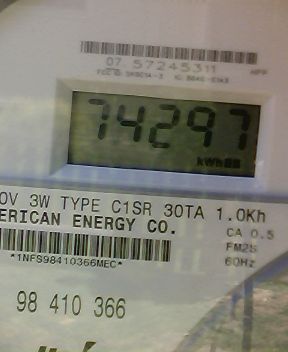 07 57245311
74297
kWh
0V 3W TYPE C1SR 30TA 1.0Kh
ERICAN ENERGY CO.
CA 0.5
*1NFS98410366MEC*
FM2S
60Hz
98 410 366